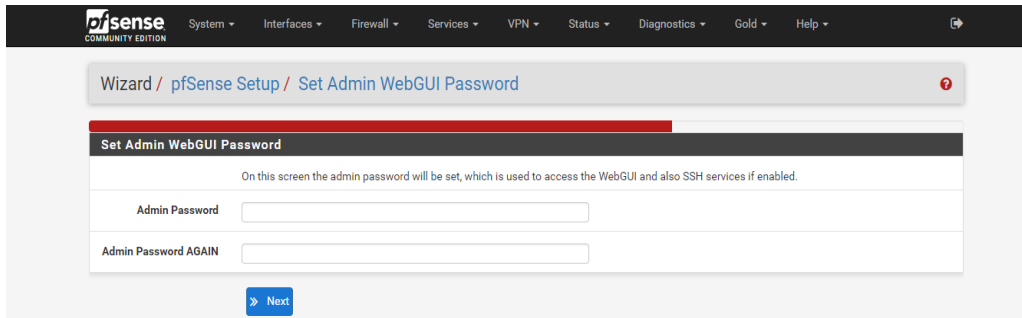 pfsense System Interfaces Firewall Services VPN Status Diagnostics Gold Help
COMMUNITY EDITION
Wizard / pfSense Setup / Set Admin WebGUI Password
Set Admin WebGUI Password
On this screen the admin password will be set, which is used to access the WebGUI and also SSH services if enabled.
Admin Password
Admin Password AGAIN
Next